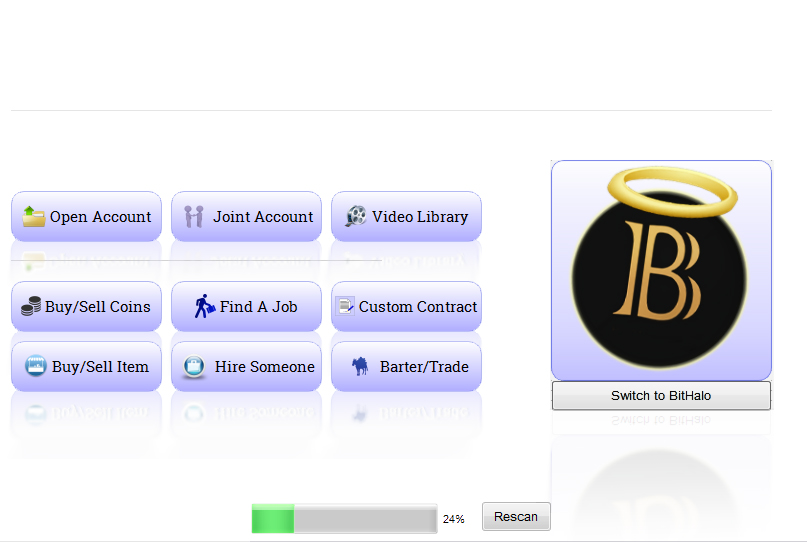 Open Account
Joint Account
Video Library
Buy/Sell Coins
Find A Job
Custom Contract
Buy/Sell Item
Hire Someone
Barter/Trade
B
Switch to BitHalo
24%
Rescan